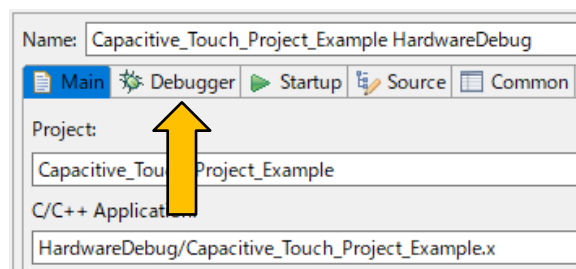 Name: Capacitive_Touch_Project_Example HardwareDebug
Main Debugger Startup Source Common
Project:
Capacitive_Touch_Project_Example
C/C++ Application:
HardwareDebug/Capacitive_Touch_Project_Example.x